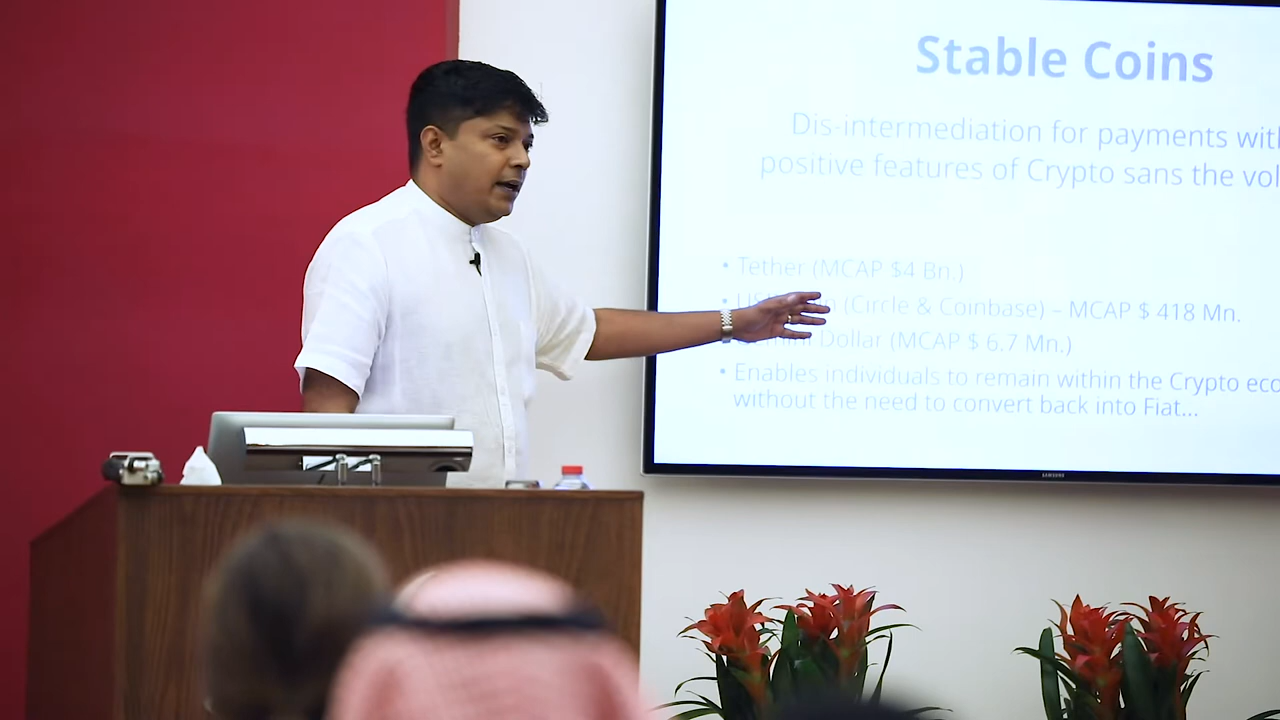 Stable Coins
Dis-intermediation for payments with
positive features of Crypto sans the vol
• Tether (MCAP $4 Bn.)
(Circle & Coinbase) – MCAP $ 418 Mn.
Dollar (MCAP $ 6.7 Mn.)
• Enables individuals to remain within the Crypto eco
without the need to convert back into Fiat...
SAMSUNG